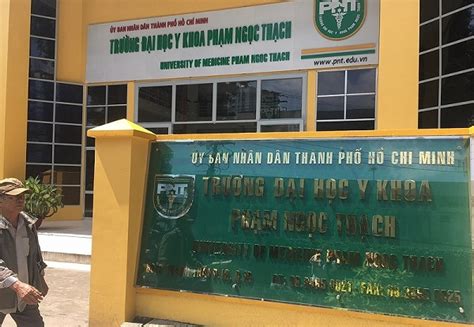 ỦY BAN NHÂN DÂN THÀNH PHỐ HỒ CHÍ MINH
TRƯỜNG ĐẠI HỌC Y KHOA PHẠM NGỌC THẠCH
UNIVERSITY OF MEDICINE PHAM NGOC THACH
PNT
www.pnt.edu.vn
ỦY BAN NHÂN DÂN THÀNH PHỐ HỒ CHÍ MINH
PNT
TRƯỜNG ĐẠI HỌC Y KHOA
PHẠM NGỌC THẠCH
UNIVERSITY OF MEDICINE PHAM NGOC THACH